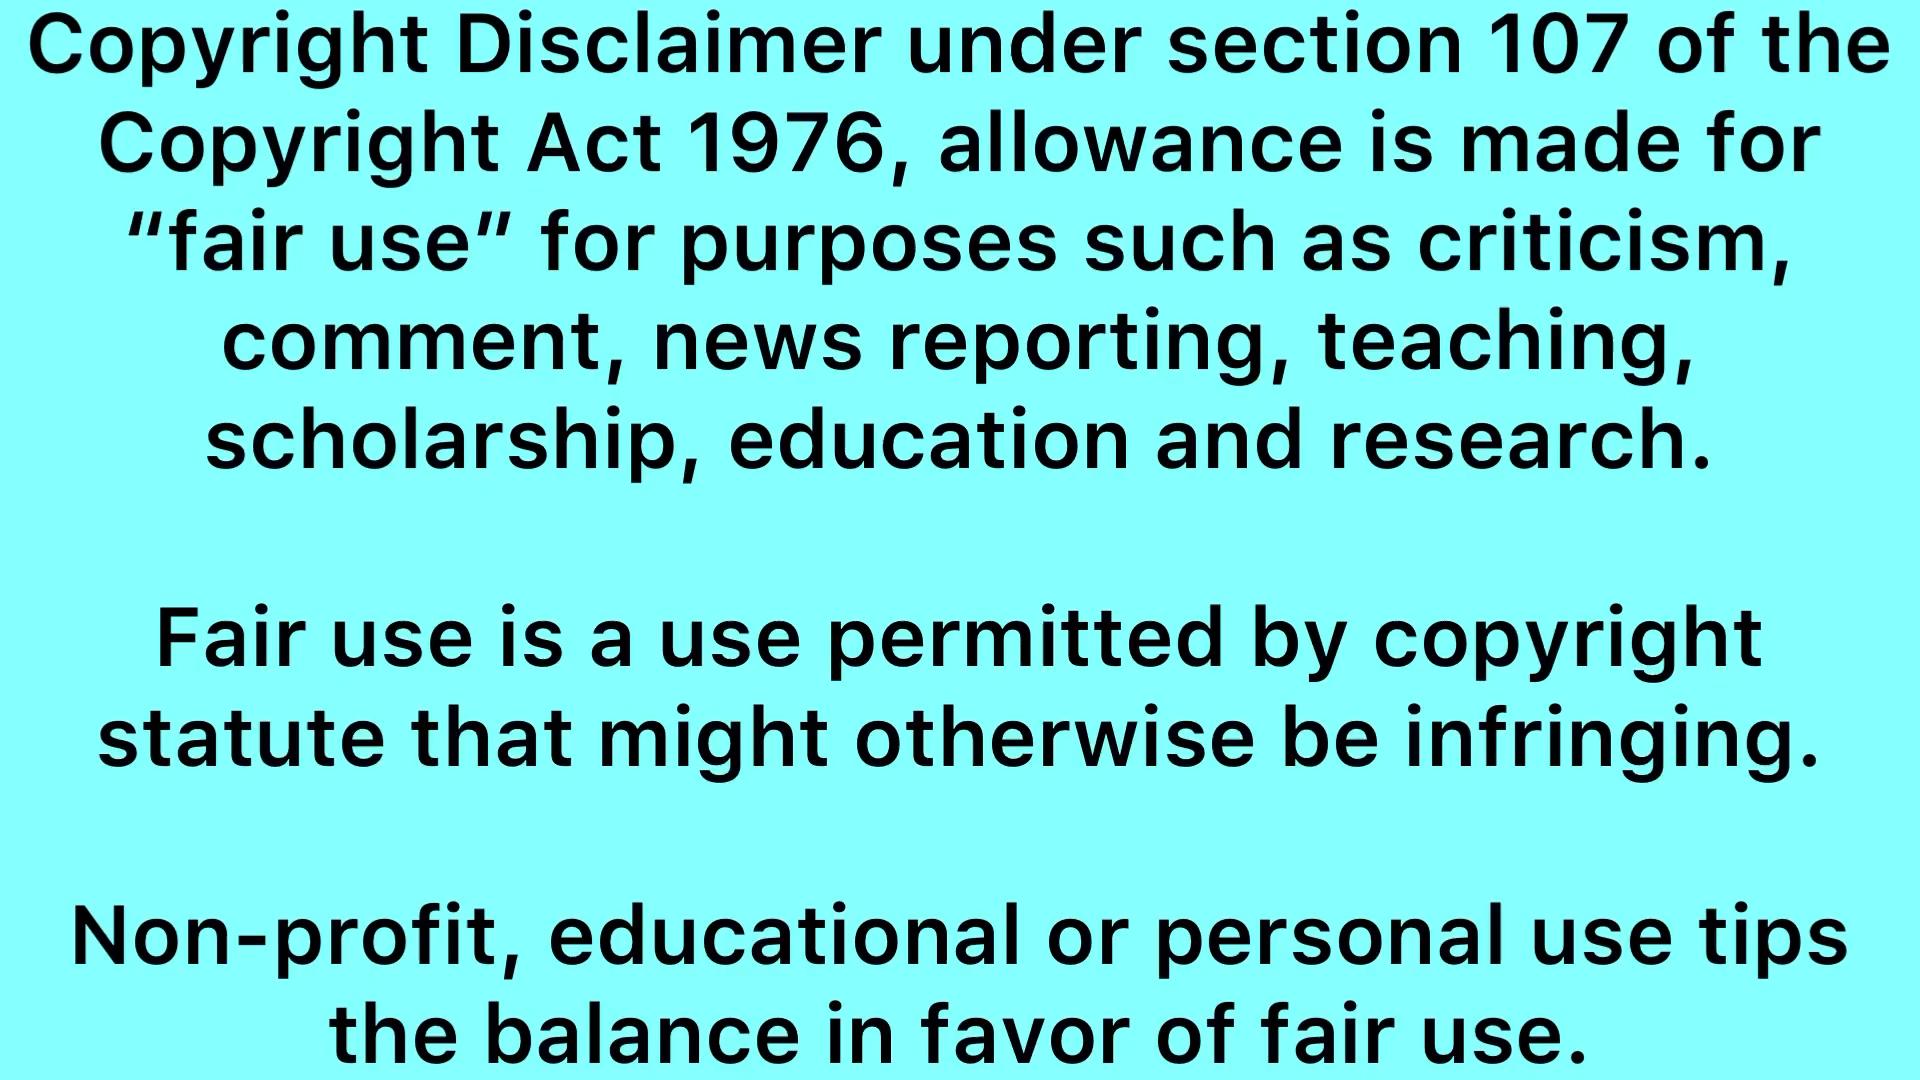 Copyright Disclaimer under section 107 of the
Copyright Act 1976, allowance is made for
“fair use” for purposes such as criticism,
comment, news reporting, teaching,
scholarship, education and research.
Fair use is a use permitted by copyright
statute that might otherwise be infringing.
Non-profit, educational or personal use tips
the balance in favor of fair use.